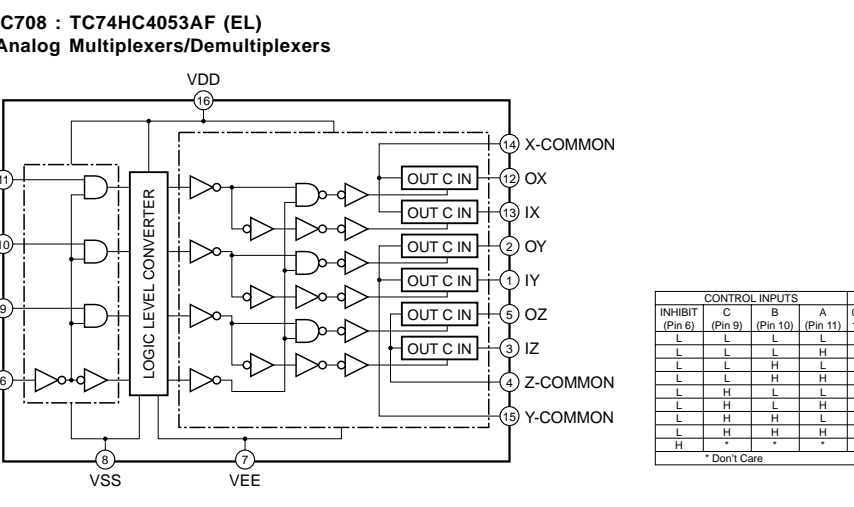 C708 : TC74HC4053AF (EL)
Analog Multiplexers/Demultiplexers
VDD
16
14 X-COMMON
11
OUT C IN 12 OX
OUT C IN 13 IX
10
OUT C IN 2 OY
LOGIC LEVEL CONVERTER
OUT C IN 1 IY
9
OUT C IN 5 OZ
OUT C IN 3 IZ
6
4 Z-COMMON
15 Y-COMMON
8
7
VSS
VEE
CONTROL INPUTS
INHIBIT C B A
(Pin 6) (Pin 9) (Pin 10) (Pin 11)
L L L L
L L L H
L L H L
L L H H
L H L L
L H L H
L H H L
L H H H
H * * *
* Don't Care